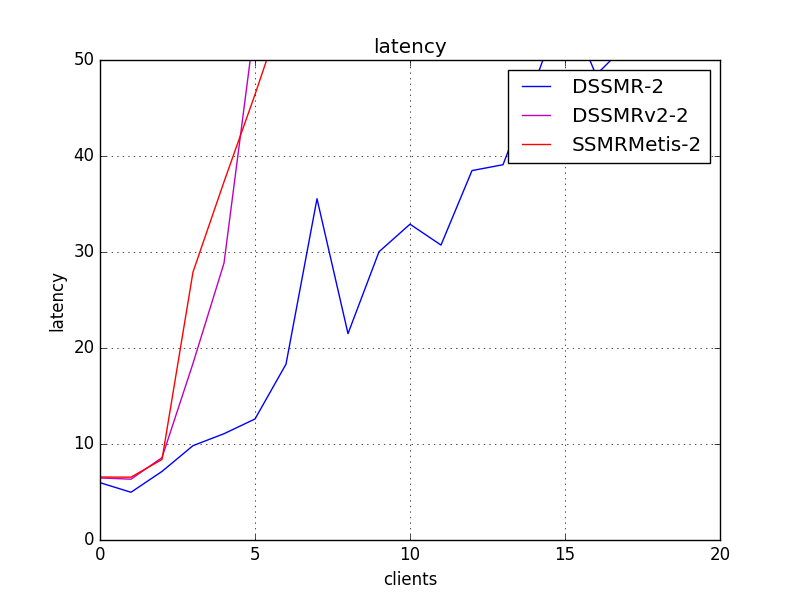 latency
50
40
30
20
10
0
latency
0 5 10 15 20
clients
DSSMR-2
DSSMRv2-2
SSMRMetis-2